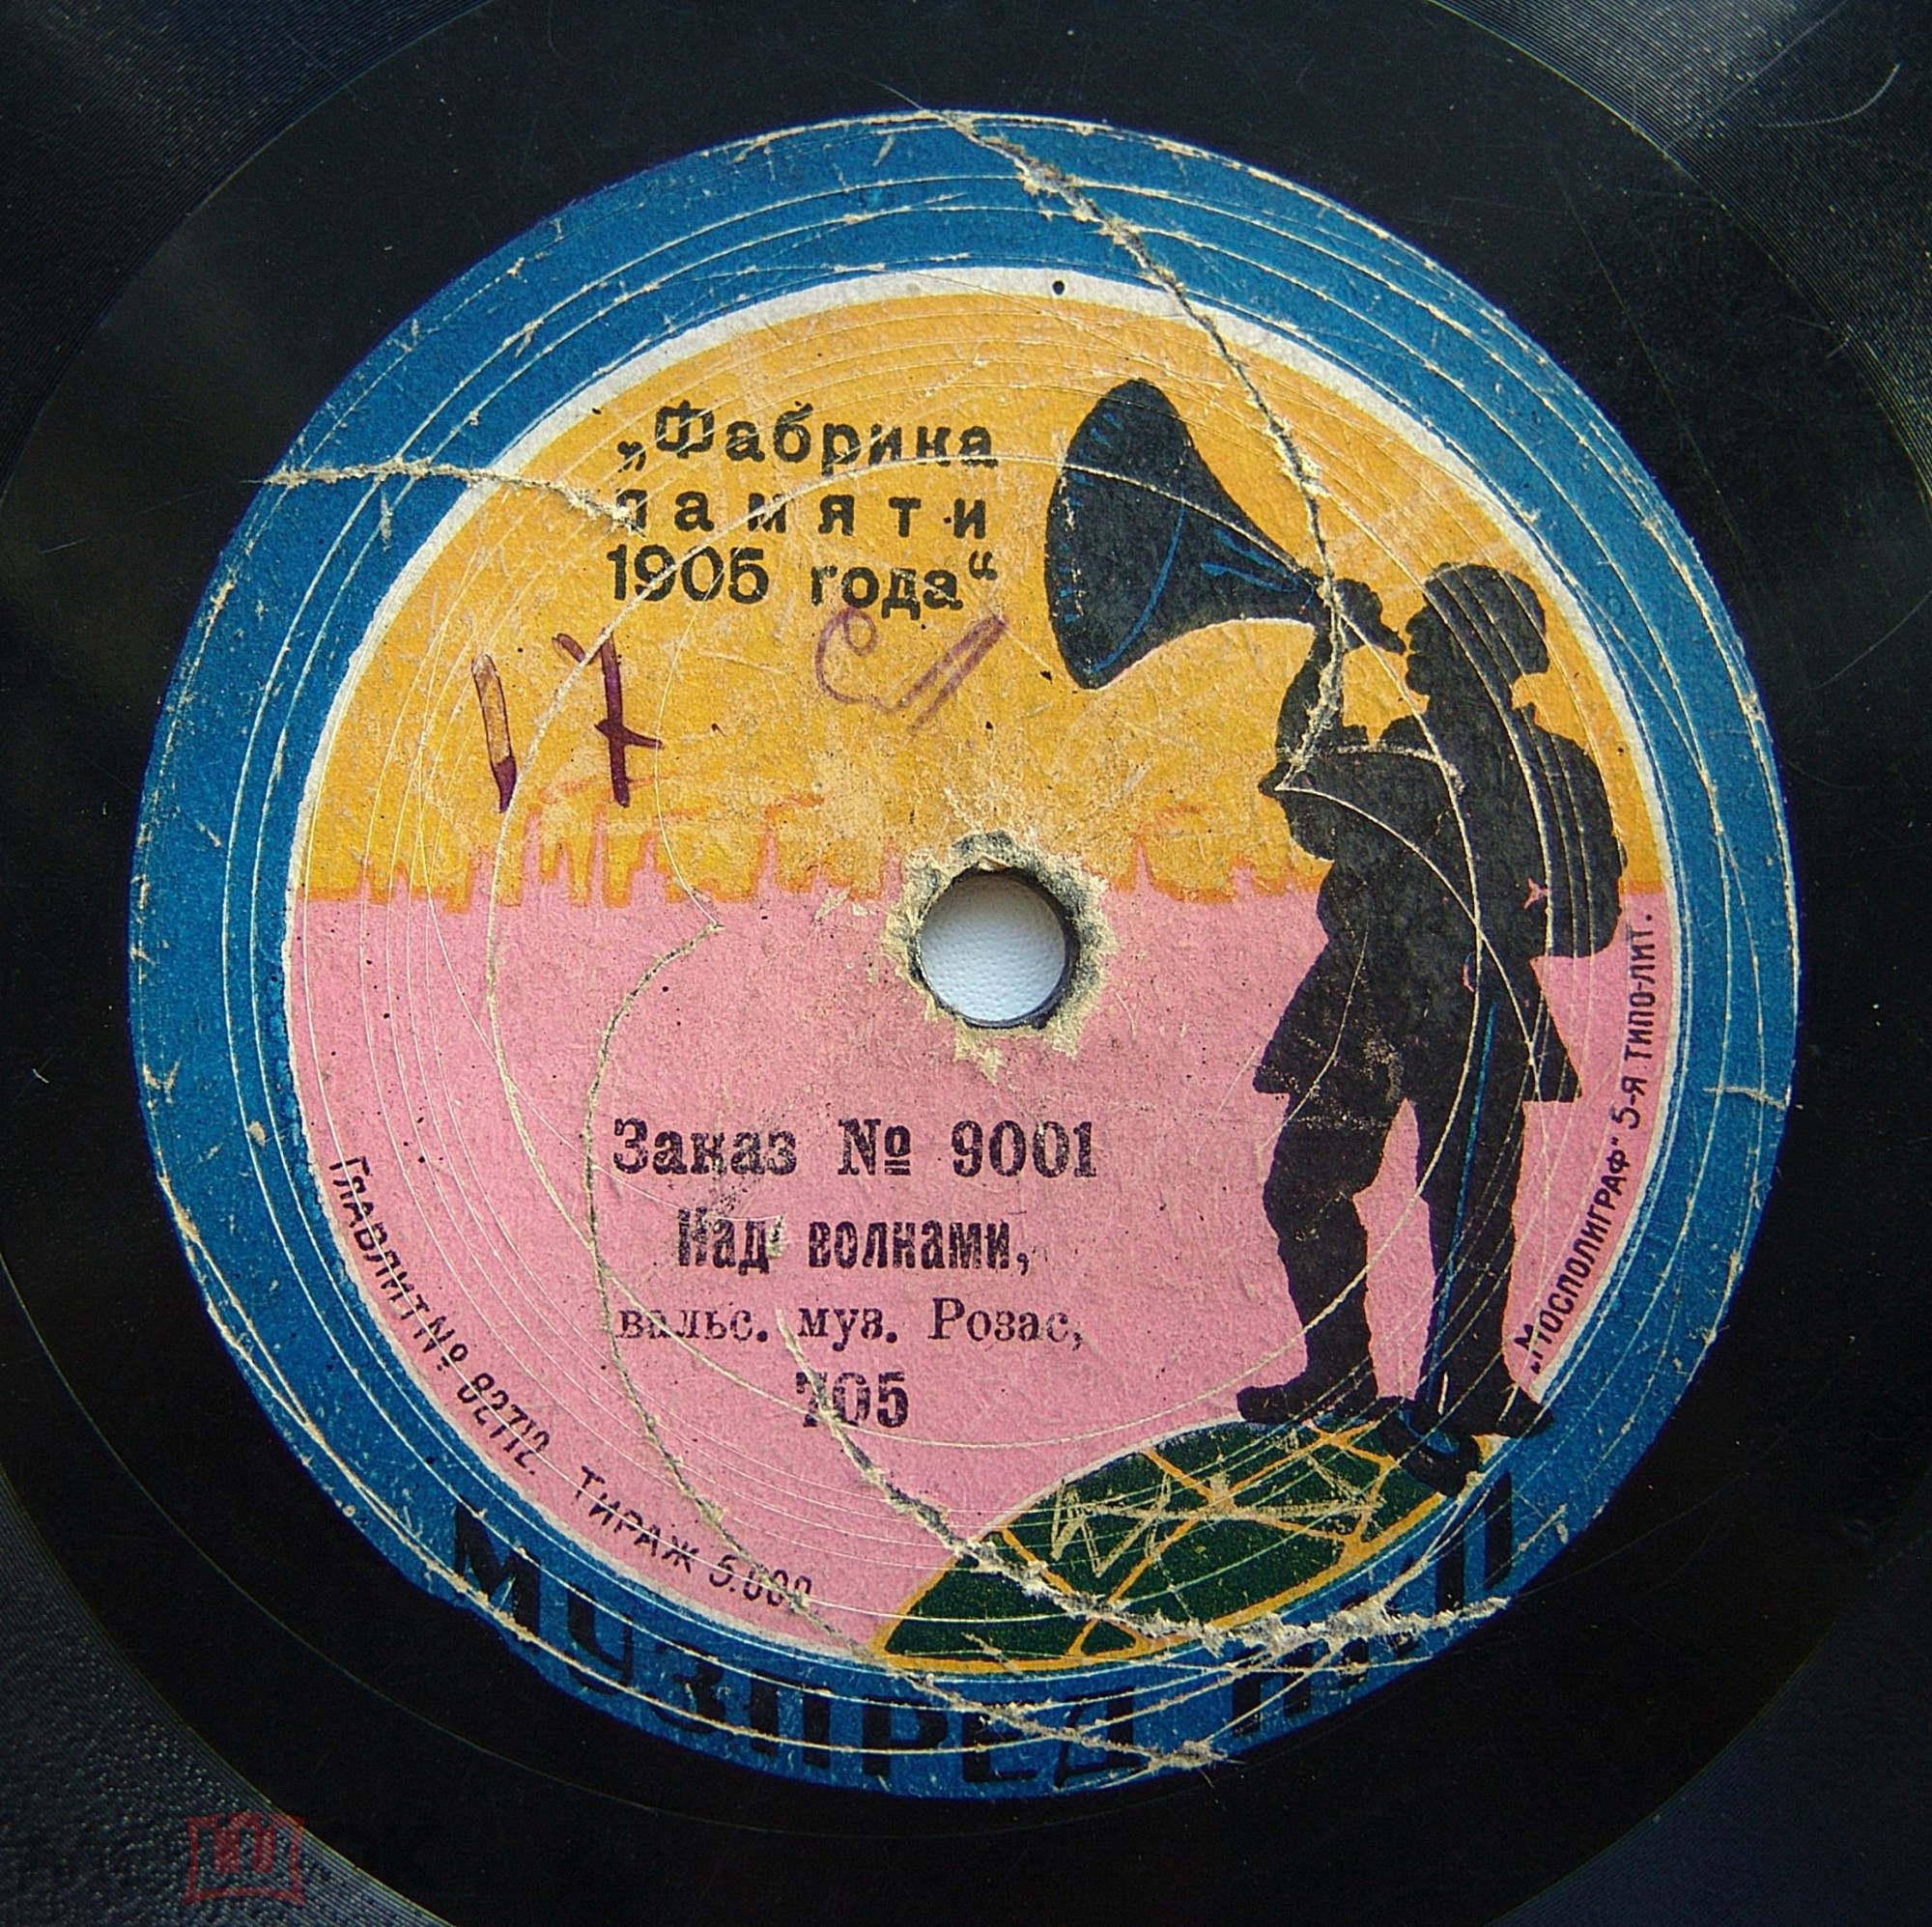 „Фабрика
памяти
1905 года“
17
Заказ № 9001
Над волнами,
вальс. муз. Розас,
705
ГЛАВЛИТ № 82712. ТИРАЖ 5.000
„МОСПОЛИГРАФ“ 5-Я ТИПО-ЛИТ.
МУЗПРЕД